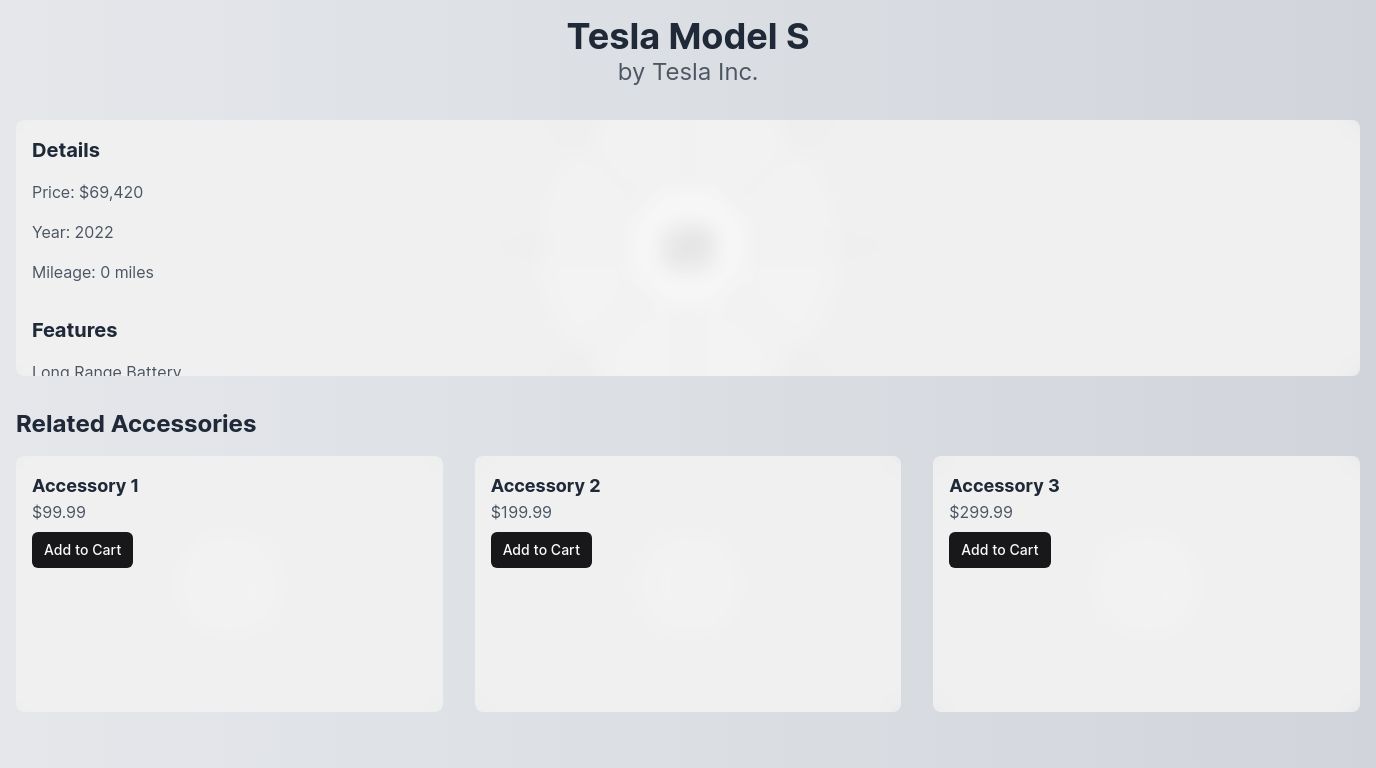 Tesla Model S
by Tesla Inc.
Details
Price: $69,420
Year: 2022
Mileage: 0 miles
Features
Long Range Battery
Related Accessories
Accessory 1
$99.99
Add to Cart
Accessory 2
$199.99
Add to Cart
Accessory 3
$299.99
Add to Cart